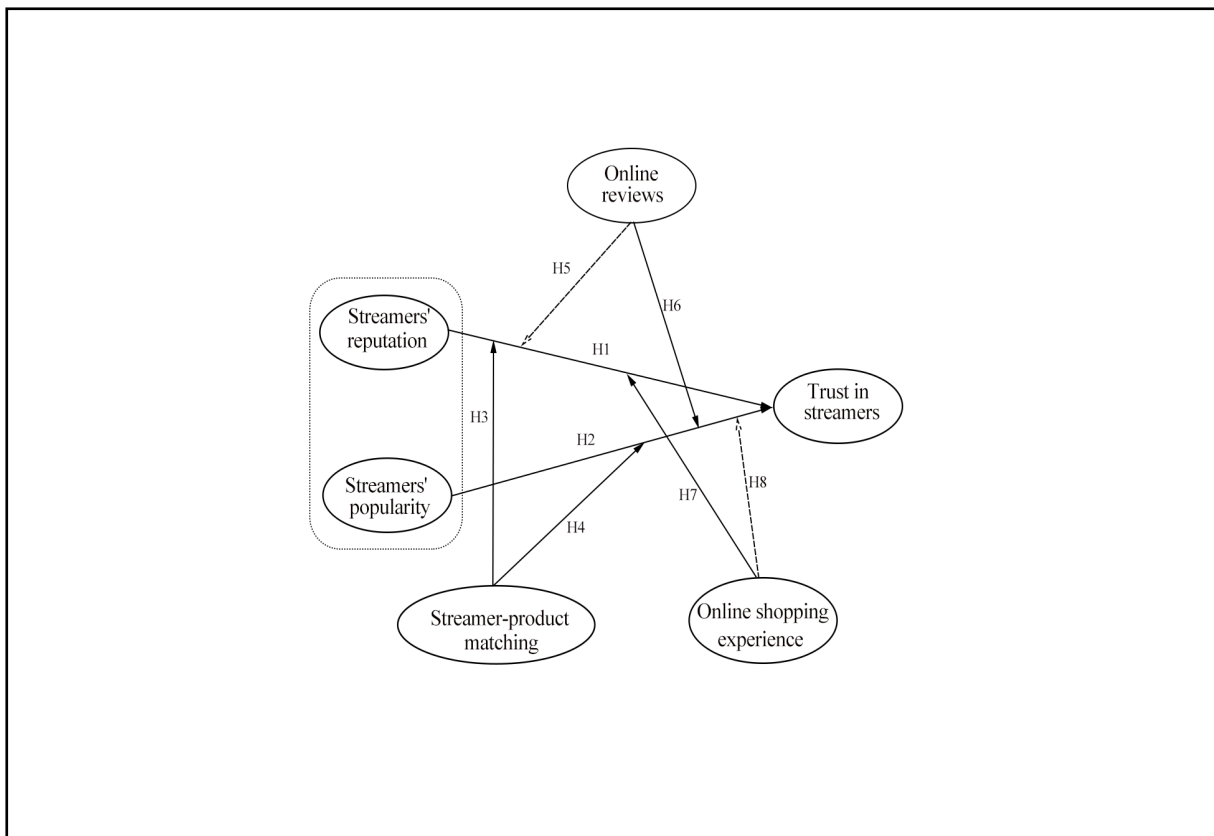 Online
reviews
H5
H6
Streamers'
reputation
H1
Trust in
streamers
H3
H2
Streamers'
popularity
H7
H8
H4
Streamer-product
matching
Online shopping
experience